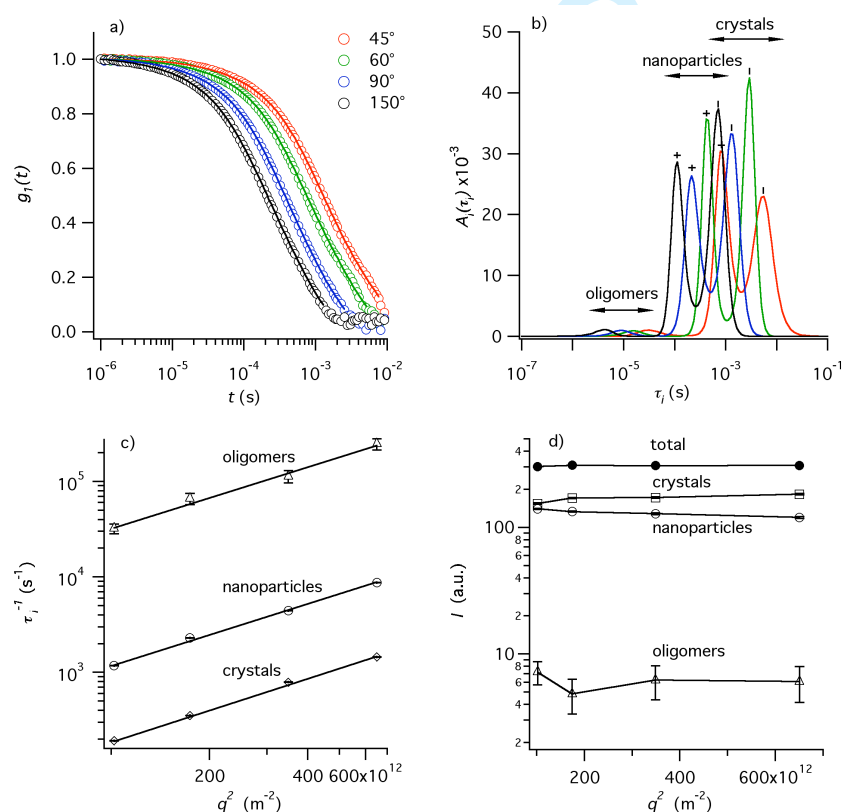 a)
45°
60°
90°
150°
1.0
0.8
0.6
0.4
0.2
0.0
g1(t)
10-6
10-5
10-4
10-3
10-2
t (s)
b)
crystals
nanoparticles
oligomers
50
40
30
20
10
0
Ai(τi) x10-3
10-7
10-5
10-3
10-1
τi (s)
c)
oligomers
nanoparticles
crystals
105
104
103
τi-1 (s-1)
200
400
600x1012
q2 (m-2)
d)
total
crystals
nanoparticles
oligomers
4
2
100
8
6
4
2
10
8
6
4
2
I (a.u.)
200
400
600x1012
q2 (m-2)